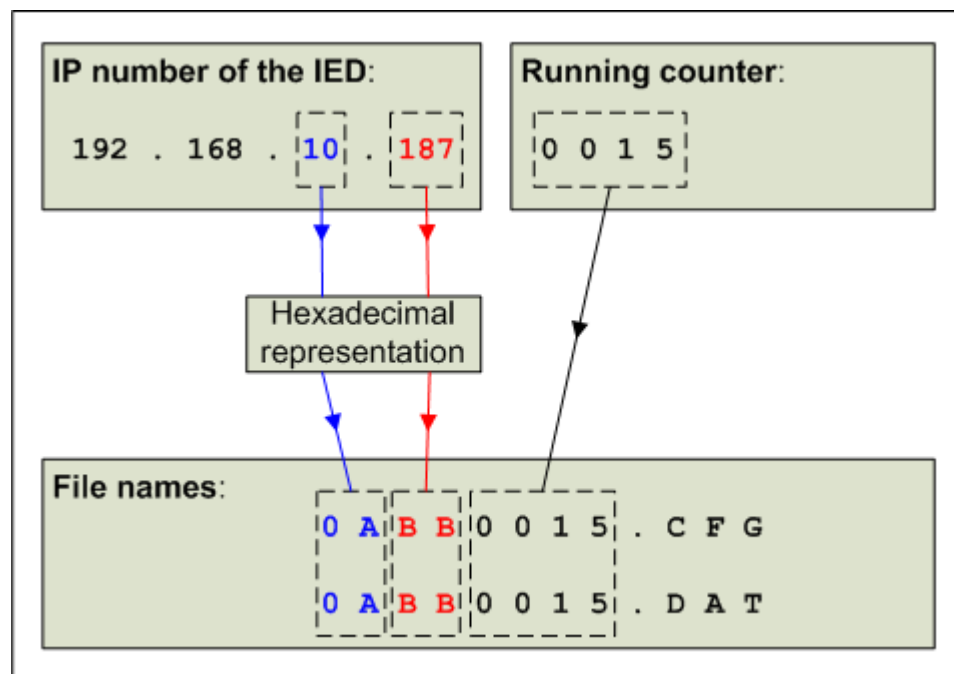 IP number of the IED:
192 . 168 . 10 . 187
Running counter:
0 0 1 5
Hexadecimal
representation
File names:
0 A B B 0 0 1 5 . C F G
0 A B B 0 0 1 5 . D A T